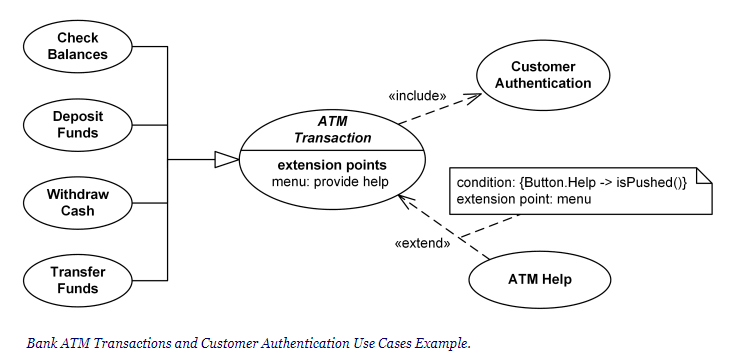 Check
Balances
Deposit
Funds
Withdraw
Cash
Transfer
Funds
ATM
Transaction
extension points
menu: provide help
«include»
Customer
Authentication
condition: {Button.Help -> isPushed()}
extension point: menu
«extend»
ATM Help
Bank ATM Transactions and Customer Authentication Use Cases Example.